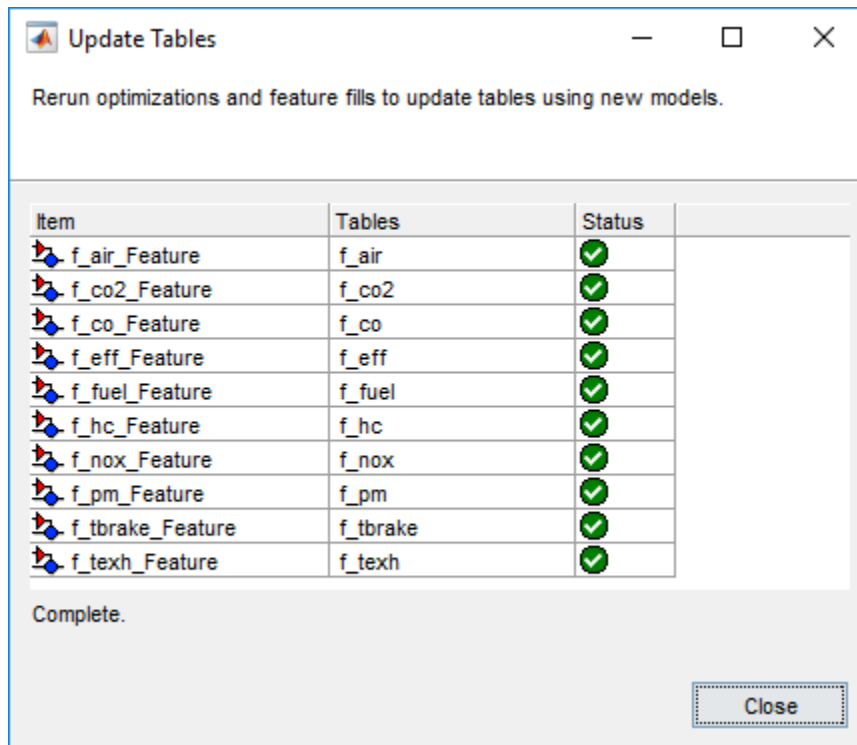 Update Tables
Rerun optimizations and feature fills to update tables using new models.
Item Tables Status
f_air_Feature f_air
f_co2_Feature f_co2
f_co_Feature f_co
f_eff_Feature f_eff
f_fuel_Feature f_fuel
f_hc_Feature f_hc
f_nox_Feature f_nox
f_pm_Feature f_pm
f_tbrake_Feature f_tbrake
f_texh_Feature f_texh
Complete.
Close